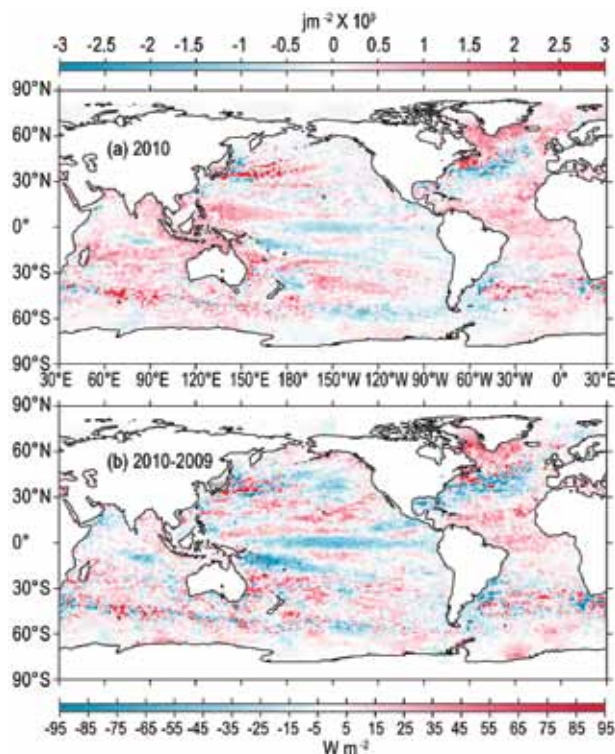 jm⁻² X 10⁹
-3 -2.5 -2 -1.5 -1 -0.5 0 0.5 1 1.5 2 2.5 3
90°N
60°N
(a) 2010
30°N
0°
30°S
60°S
90°S
30°E 60°E 90°E 120°E 150°E 180° 150°W 120°W 90°W 60°W 30°W 0° 30°E
90°N
60°N
(b) 2010-2009
30°N
0°
30°S
60°S
90°S
-95 -85 -75 -65 -55 -45 -35 -25 -15 -5 5 15 25 35 45 55 65 75 85 95
W m⁻²